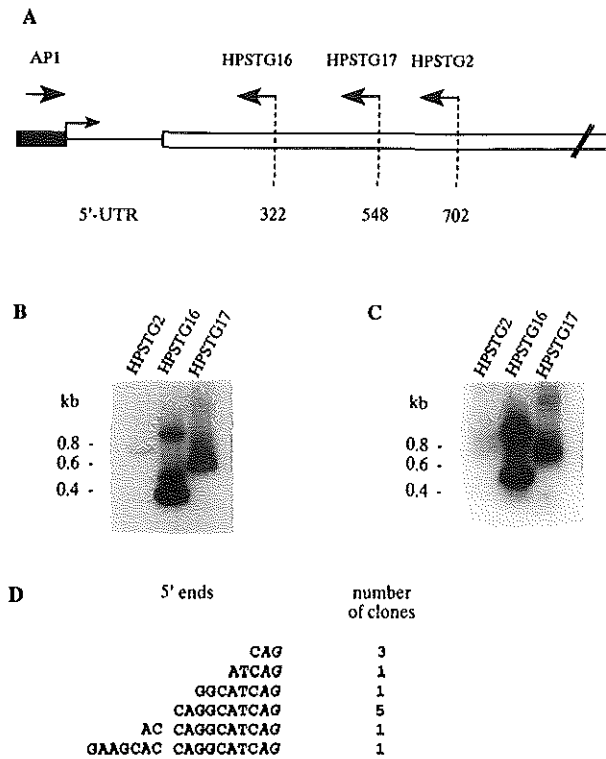 A
AP1 HPSTG16 HPSTG17 HPSTG2
5'-UTR 322 548 702
B
HPSTG2 HPSTG16 HPSTG17
kb
0.8 -
0.6 -
0.4 -
C
HPSTG2 HPSTG16 HPSTG17
kb
0.8 -
0.6 -
0.4 -
D 5' ends number
of clones
CAG 3
ATCAG 1
GGCATCAG 1
CAGGCATCAG 5
AC CAGGCATCAG 1
GAAGCAC CAGGCATCAG 1